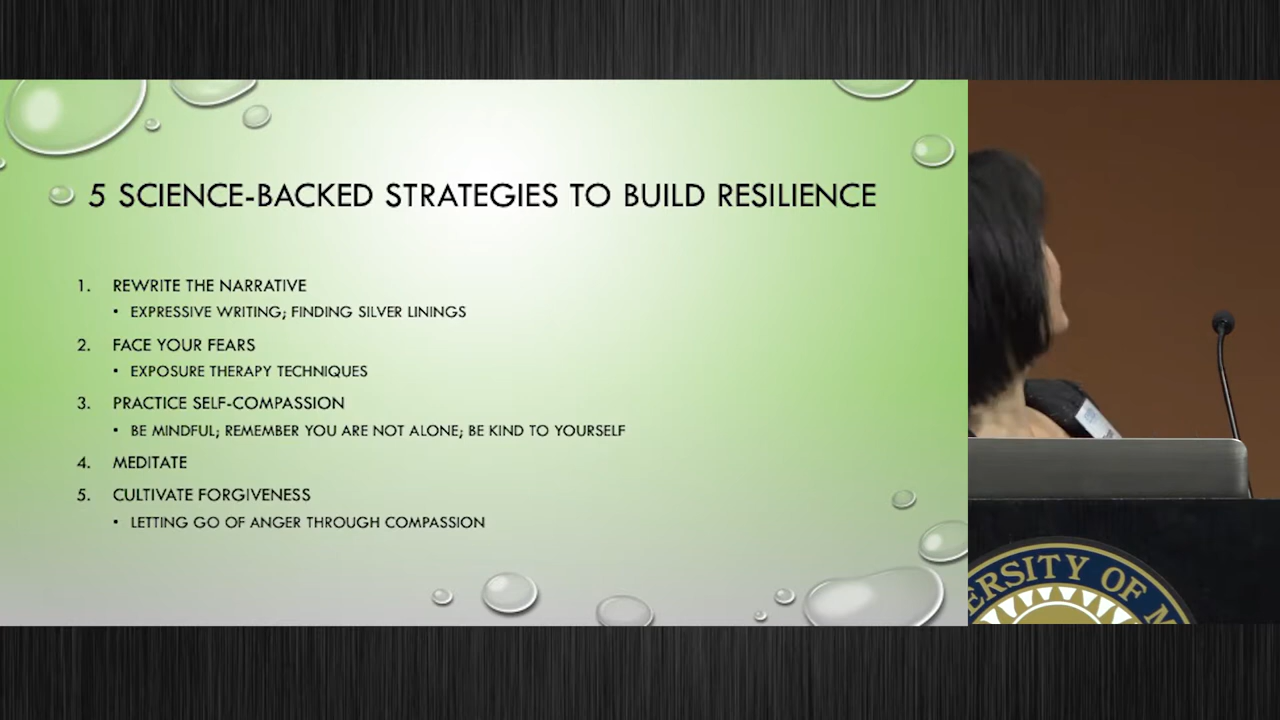 5 SCIENCE-BACKED STRATEGIES TO BUILD RESILIENCE
1. REWRITE THE NARRATIVE
• EXPRESSIVE WRITING; FINDING SILVER LININGS
2. FACE YOUR FEARS
• EXPOSURE THERAPY TECHNIQUES
3. PRACTICE SELF-COMPASSION
• BE MINDFUL; REMEMBER YOU ARE NOT ALONE; BE KIND TO YOURSELF
4. MEDITATE
5. CULTIVATE FORGIVENESS
• LETTING GO OF ANGER THROUGH COMPASSION
ERSITY OF